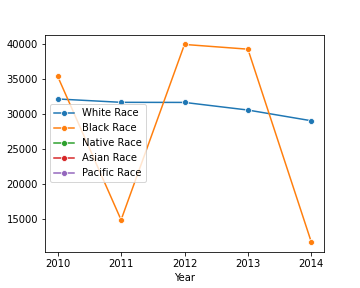 40000
35000
30000
25000
20000
15000
White Race
Black Race
Native Race
Asian Race
Pacific Race
2010 2011 2012 2013 2014
Year